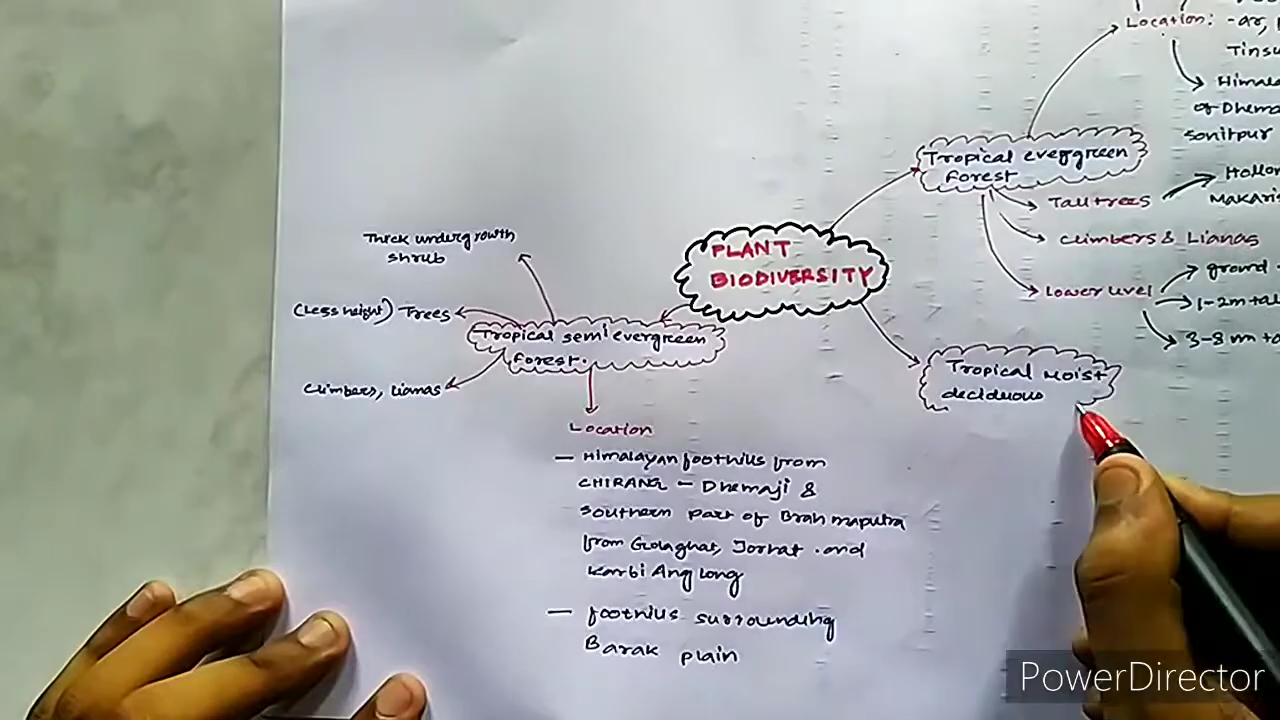 PLANT
BIODIVERSITY
Tropical evergreen
forest
Location: -
Tinsu
Himala
of Dhema
sonitpur
Tall trees
Hollon
Makari
Climbers & Lianas
Lower level
ground -
1-2m tal
3-8m ta
Tropical semi evergreen
forest.
Thick undergrowth
shrub
(Less height) Trees
Climbers, Lianas
Location
— Himalayan foothills from
CHIRANG - Dhemaji &
southern part of Brahmaputra
from Golaghat, Jorhat and
Karbi Anglong
— foothills surrounding
Barak plain
Tropical Moist
deciduous
PowerDirector